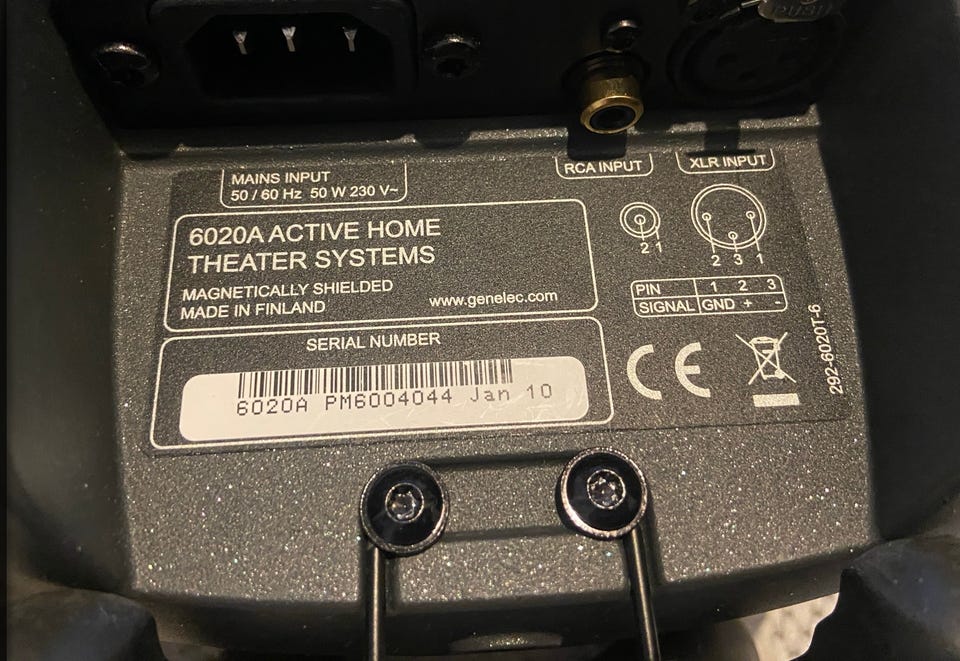 PUSH
MAINS INPUT
50 / 60 Hz 50 W 230 V~
RCA INPUT
XLR INPUT
6020A ACTIVE HOME
THEATER SYSTEMS
MAGNETICALLY SHIELDED
MADE IN FINLAND
www.genelec.com
2 1
2 3 1
PIN 1 2 3
SIGNAL GND + -
SERIAL NUMBER
6020A PM6004044 Jan 10
CE
292-6020T-6